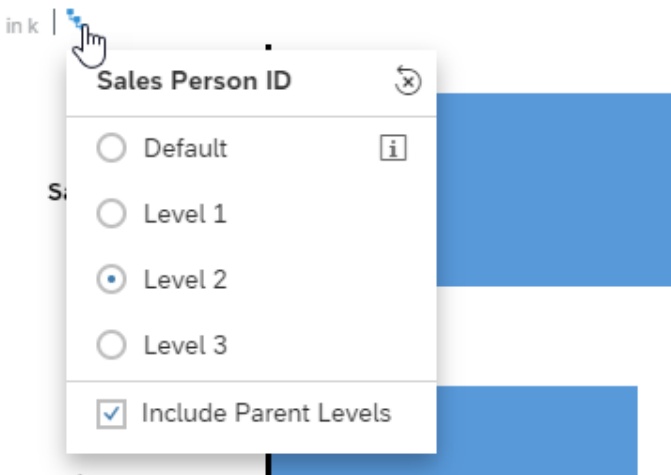 in k
Sales Person ID
Default
Level 1
Level 2
Level 3
Include Parent Levels